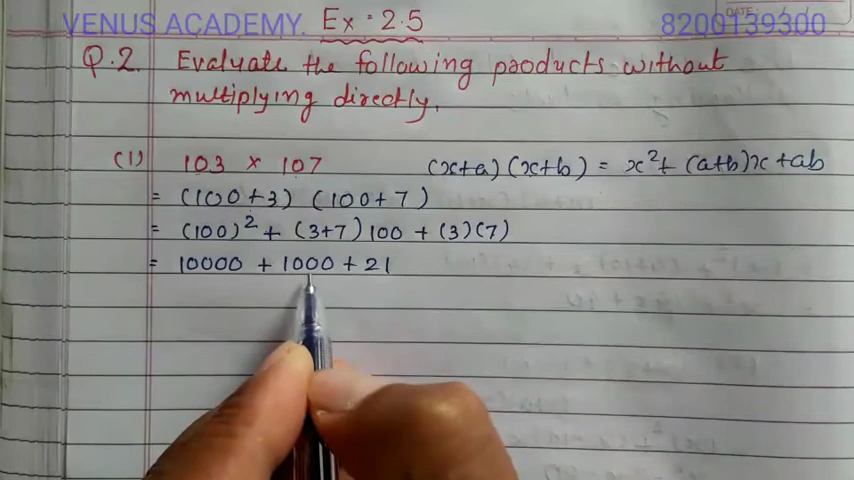 VENUS ACADEMY. Ex. 2.5 8200139300
DATE:
Q.2. Evaluate the following products without
multiplying directly.
(1) 103 × 107 (x+a) (x+b) = x²+ (a+b)x +ab
= (100+3) (100+7)
= (100)² + (3+7)100 + (3)(7)
= 10000 + 1000 + 21